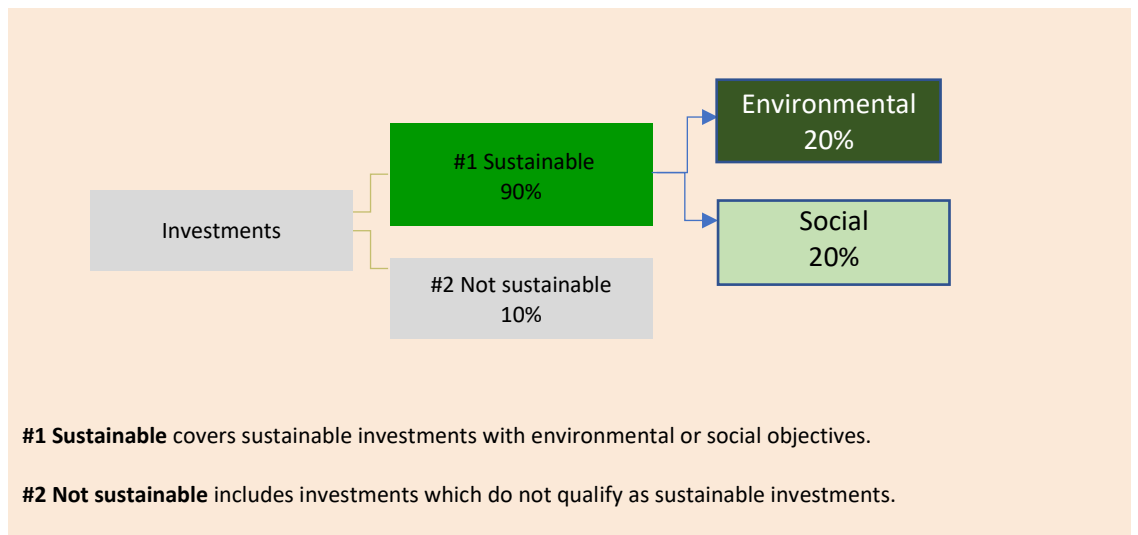 Investments
#1 Sustainable
90%
#2 Not sustainable
10%
Environmental
20%
Social
20%
#1 Sustainable covers sustainable investments with environmental or social objectives.
#2 Not sustainable includes investments which do not qualify as sustainable investments.